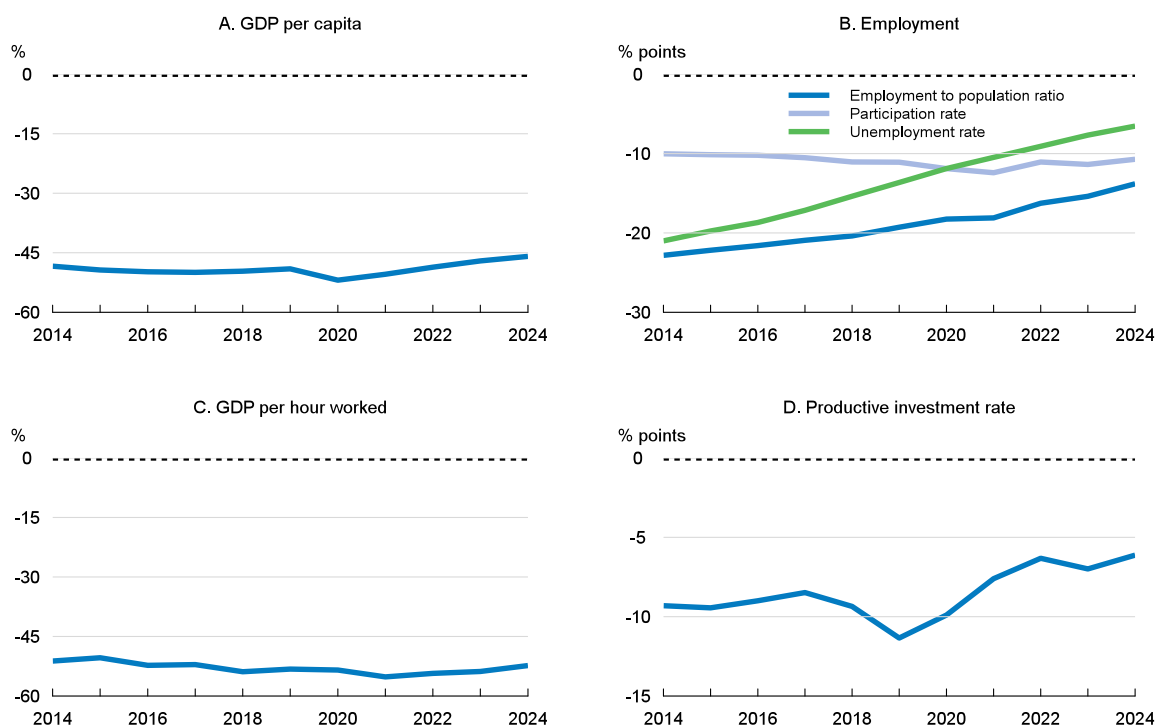 A. GDP per capita
%
0
-15
-30
-45
-60
2014 2016 2018 2020 2022 2024
B. Employment
% points
0
Employment to population ratio
Participation rate
Unemployment rate
-10
-20
-30
2014 2016 2018 2020 2022 2024
C. GDP per hour worked
%
0
-15
-30
-45
-60
2014 2016 2018 2020 2022 2024
D. Productive investment rate
% points
0
-5
-10
-15
2014 2016 2018 2020 2022 2024